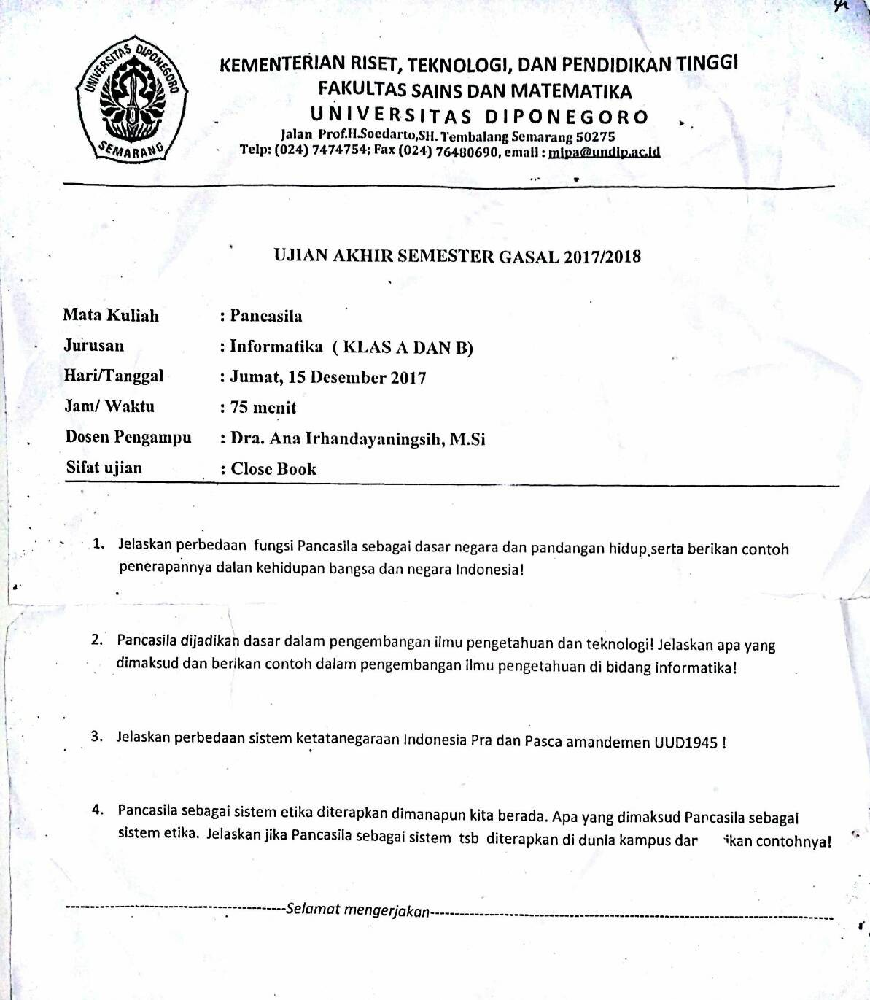 UNIVERSITAS DIPONEGORO
SEMARANG
KEMENTERIAN RISET, TEKNOLOGI, DAN PENDIDIKAN TINGGI
FAKULTAS SAINS DAN MATEMATIKA
UNIVERSITAS DIPONEGORO
Jalan Prof.H.Soedarto,SH. Tembalang Semarang 50275
Telp: (024) 7474754; Fax (024) 76480690, email : mipa@undip.ac.id
UJIAN AKHIR SEMESTER GASAL 2017/2018
Mata Kuliah : Pancasila
Jurusan : Informatika ( KLAS A DAN B)
Hari/Tanggal : Jumat, 15 Desember 2017
Jam/ Waktu : 75 menit
Dosen Pengampu : Dra. Ana Irhandayaningsih, M.Si
Sifat ujian : Close Book
1. Jelaskan perbedaan fungsi Pancasila sebagai dasar negara dan pandangan hidup,serta berikan contoh
penerapannya dalan kehidupan bangsa dan negara Indonesia!
2. Pancasila dijadikan dasar dalam pengembangan ilmu pengetahuan dan teknologi! Jelaskan apa yang
dimaksud dan berikan contoh dalam pengembangan ilmu pengetahuan di bidang informatika!
3. Jelaskan perbedaan sistem ketatanegaraan Indonesia Pra dan Pasca amandemen UUD1945 !
4. Pancasila sebagai sistem etika diterapkan dimanapun kita berada. Apa yang dimaksud Pancasila sebagai
sistem etika. Jelaskan jika Pancasila sebagai sistem tsb diterapkan di dunia kampus contohnya!
Selamat mengerjakan